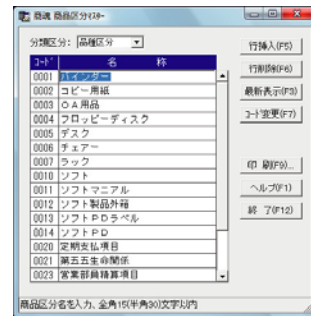 商魂 商品区分ﾏｽﾀｰ
分類区分: 品種区分
ｺｰﾄﾞ 名 称
0001 バインダー
0002 コピー用紙
0003 ＯＡ用品
0004 フロッピーディスク
0005 デスク
0006 チェアー
0007 ラック
0010 ソフト
0011 ソフトマニアル
0012 ソフト製品外箱
0013 ソフトＰＤラベル
0014 ソフトＰＤ
0020 定期支払項目
0021 第五五生命関係
0023 営業部員精算項目
行挿入(F5)
行削除(F6)
最新表示(F3)
ｺｰﾄﾞ変更(F7)
印 刷(F9)...
ヘルプ(F1)
終 了(F12)
商品区分名を入力、全角15(半角30)文字以内